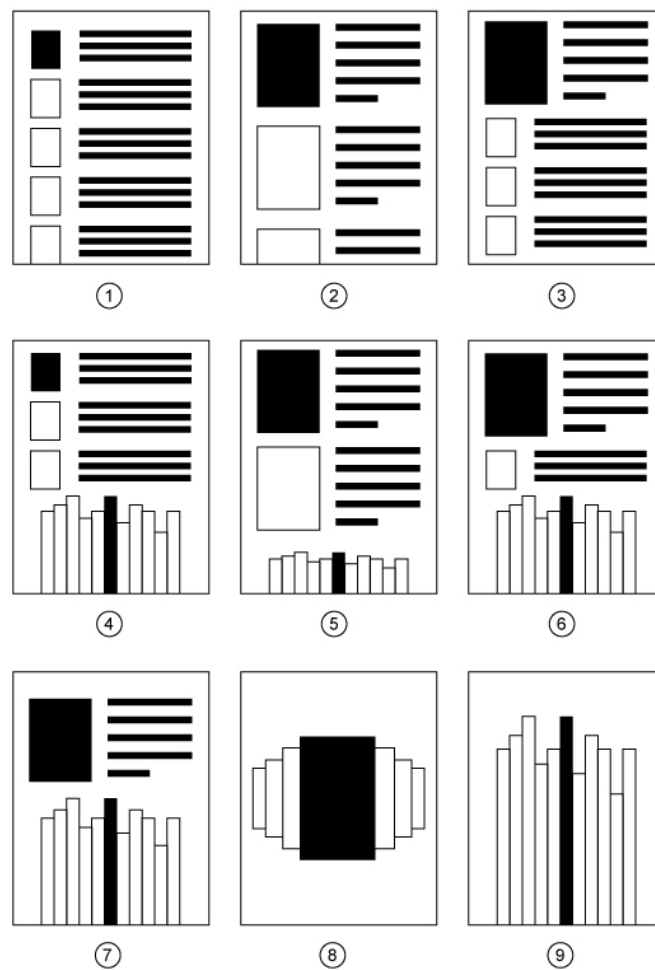 ① ② ③
④ ⑤ ⑥
⑦ ⑧ ⑨